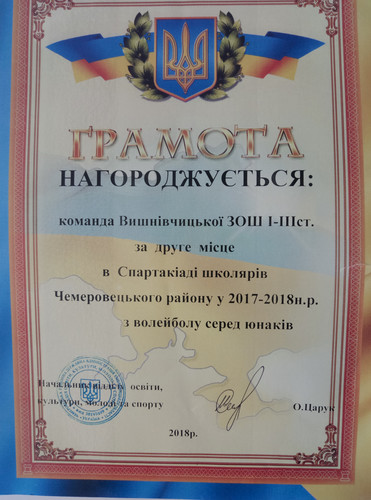 ГРАМОТА
НАГОРОДЖУЄТЬСЯ:
команда Вишнівчицької ЗОШ І-ІІІст.
за друге місце
в Спартакіаді школярів
Чемеровецького району у 2017-2018н.р.
з волейболу серед юнаків
Начальник відділу освіти,
культури, молоді та спорту
О.Царук
2018р.